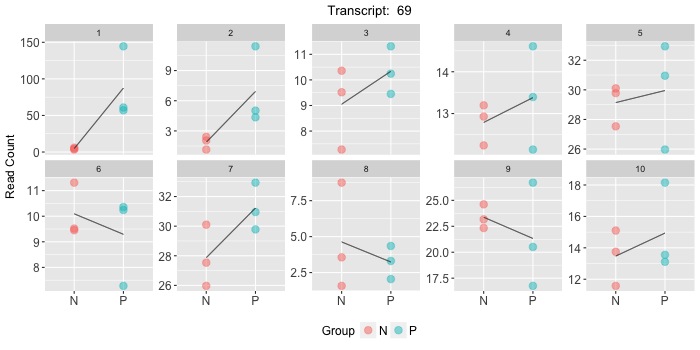 Transcript: 69
1 2 3 4 5
150 100 50 0
9 6 3
11 10 9 8
14 13
32 30 28 26
Read Count
6 7 8 9 10
11 10 9 8
32 30 28 26
7.5 5.0 2.5
25.0 22.5 20.0 17.5
18 16 14 12
N P N P N P N P N P
Group N P